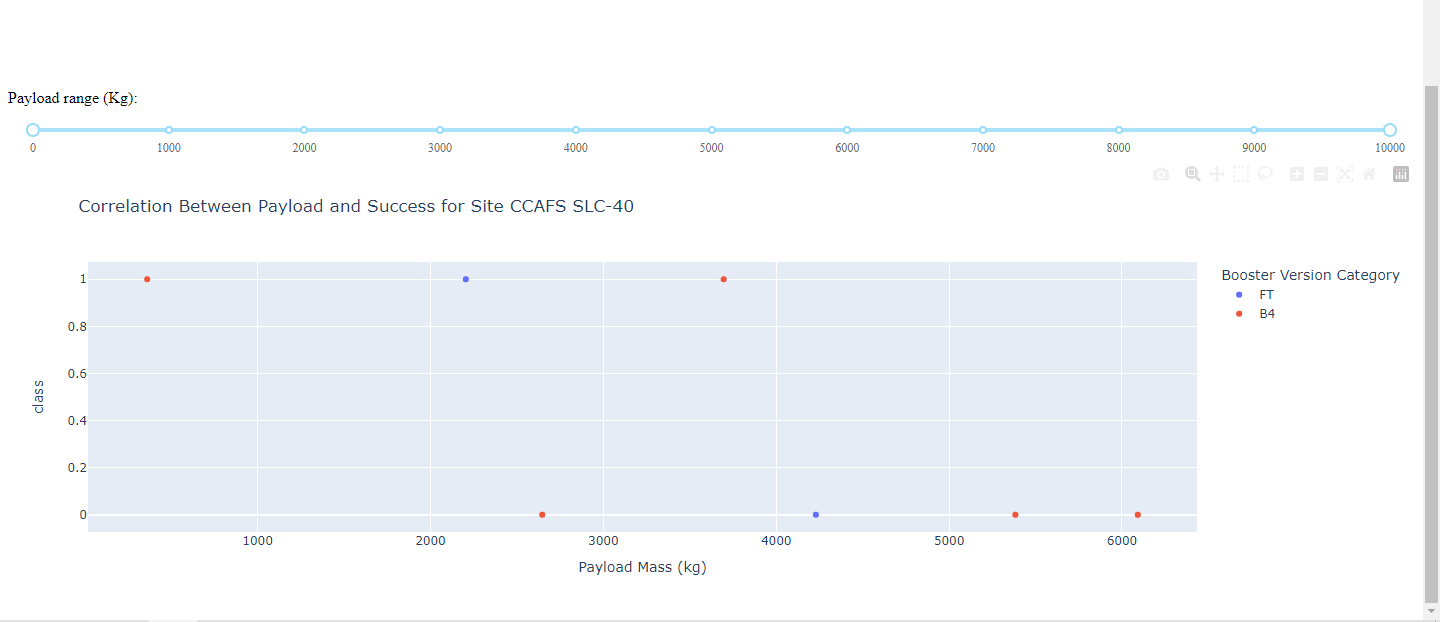 Payload range (Kg):
0 1000 2000 3000 4000 5000 6000 7000 8000 9000 10000
Correlation Between Payload and Success for Site CCAFS SLC-40
1
0.8
0.6
0.4
0.2
0
class
1000 2000 3000 4000 5000 6000
Payload Mass (kg)
Booster Version Category
FT
B4